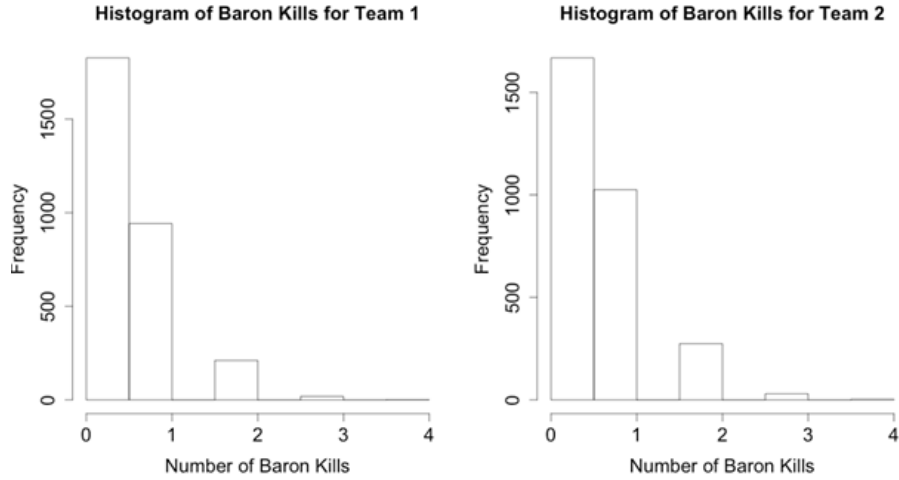 Histogram of Baron Kills for Team 1
Frequency
1500
1000
500
0
0 1 2 3 4
Number of Baron Kills
Histogram of Baron Kills for Team 2
Frequency
1500
1000
500
0
0 1 2 3 4
Number of Baron Kills